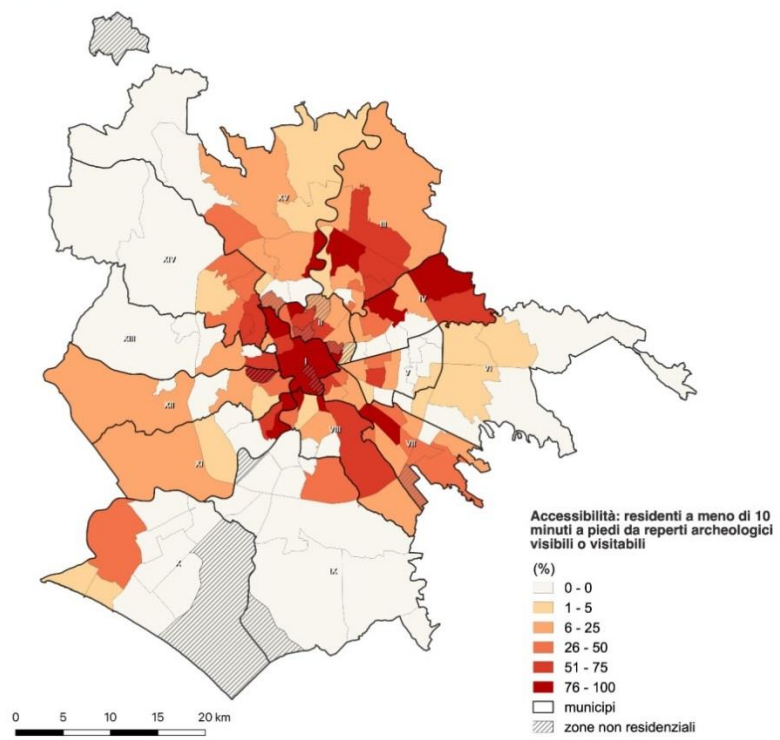 XV
III
XIV
IV
II
XIII
I
V
VI
XII
VIII
VII
XI
X
IX
Accessibilità: residenti a meno di 10
minuti a piedi da reperti archeologici
visibili o visitabili
(%)
0 - 0
1 - 5
6 - 25
26 - 50
51 - 75
76 - 100
municipi
zone non residenziali
0 5 10 15 20 km